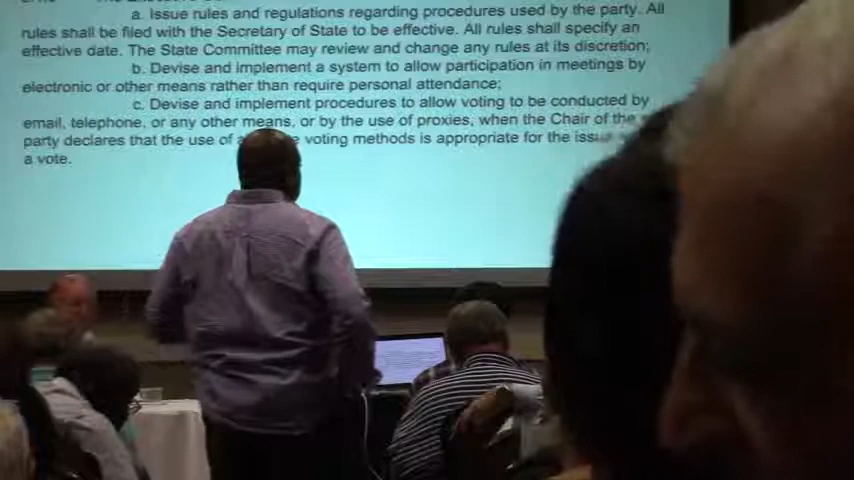 a. Issue rules and regulations regarding procedures used by the party. All
rules shall be filed with the Secretary of State to be effective. All rules shall specify an
effective date. The State Committee may review and change any rules at its discretion;
b. Devise and implement a system to allow participation in meetings by
electronic or other means rather than require personal attendance;
c. Devise and implement procedures to allow voting to be conducted by
email, telephone, or any other means, or by the use of proxies, when the Chair of the
party declares that the use of voting methods is appropriate for the issue
a vote.